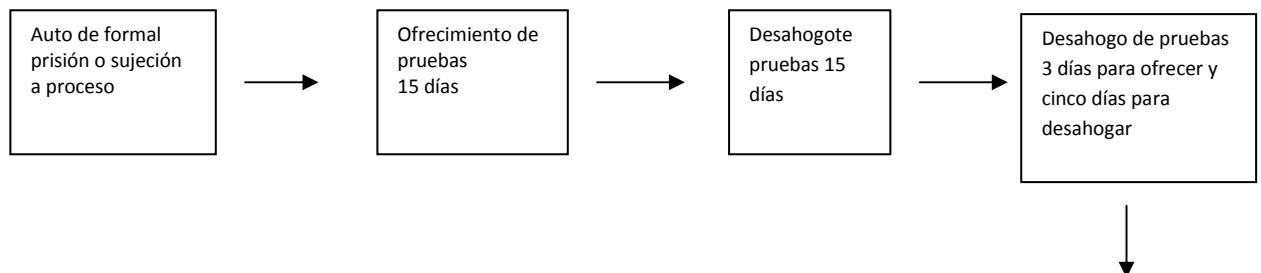 Auto de formal
prisión o sujeción
a proceso
Ofrecimiento de
pruebas
15 días
Desahogote
pruebas 15
días
Desahogo de pruebas
3 días para ofrecer y
cinco días para
desahogar